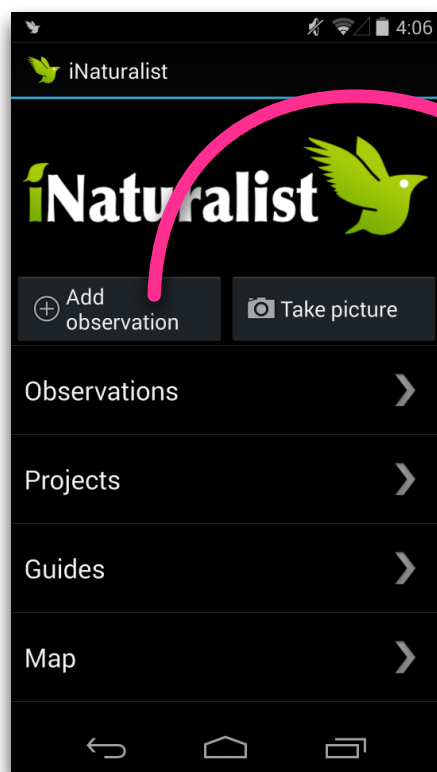 4:06
iNaturalist
iNaturalist
Add
observation
Take picture
Observations
Projects
Guides
Map